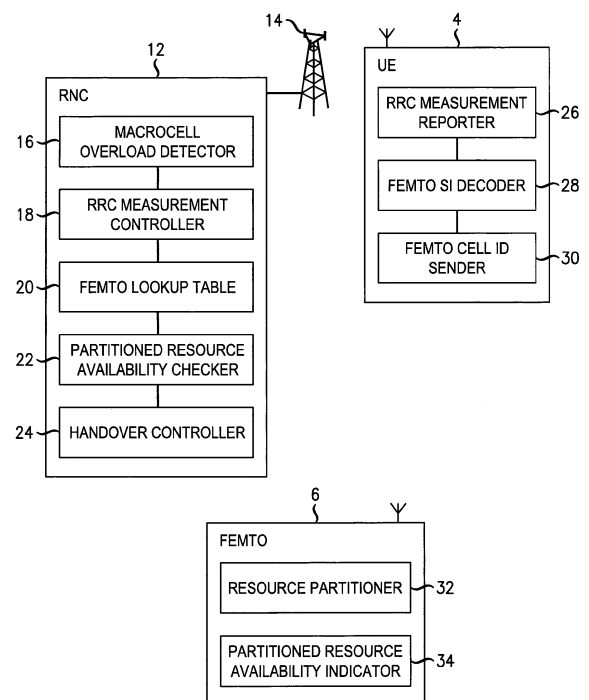 14
12
RNC
16
MACROCELL
OVERLOAD DETECTOR
18
RRC MEASUREMENT
CONTROLLER
20
FEMTO LOOKUP TABLE
22
PARTITIONED RESOURCE
AVAILABILITY CHECKER
24
HANDOVER CONTROLLER
4
UE
RRC MEASUREMENT
REPORTER
26
FEMTO SI DECODER
28
FEMTO CELL ID
SENDER
30
6
FEMTO
RESOURCE PARTITIONER
32
PARTITIONED RESOURCE
AVAILABILITY INDICATOR
34